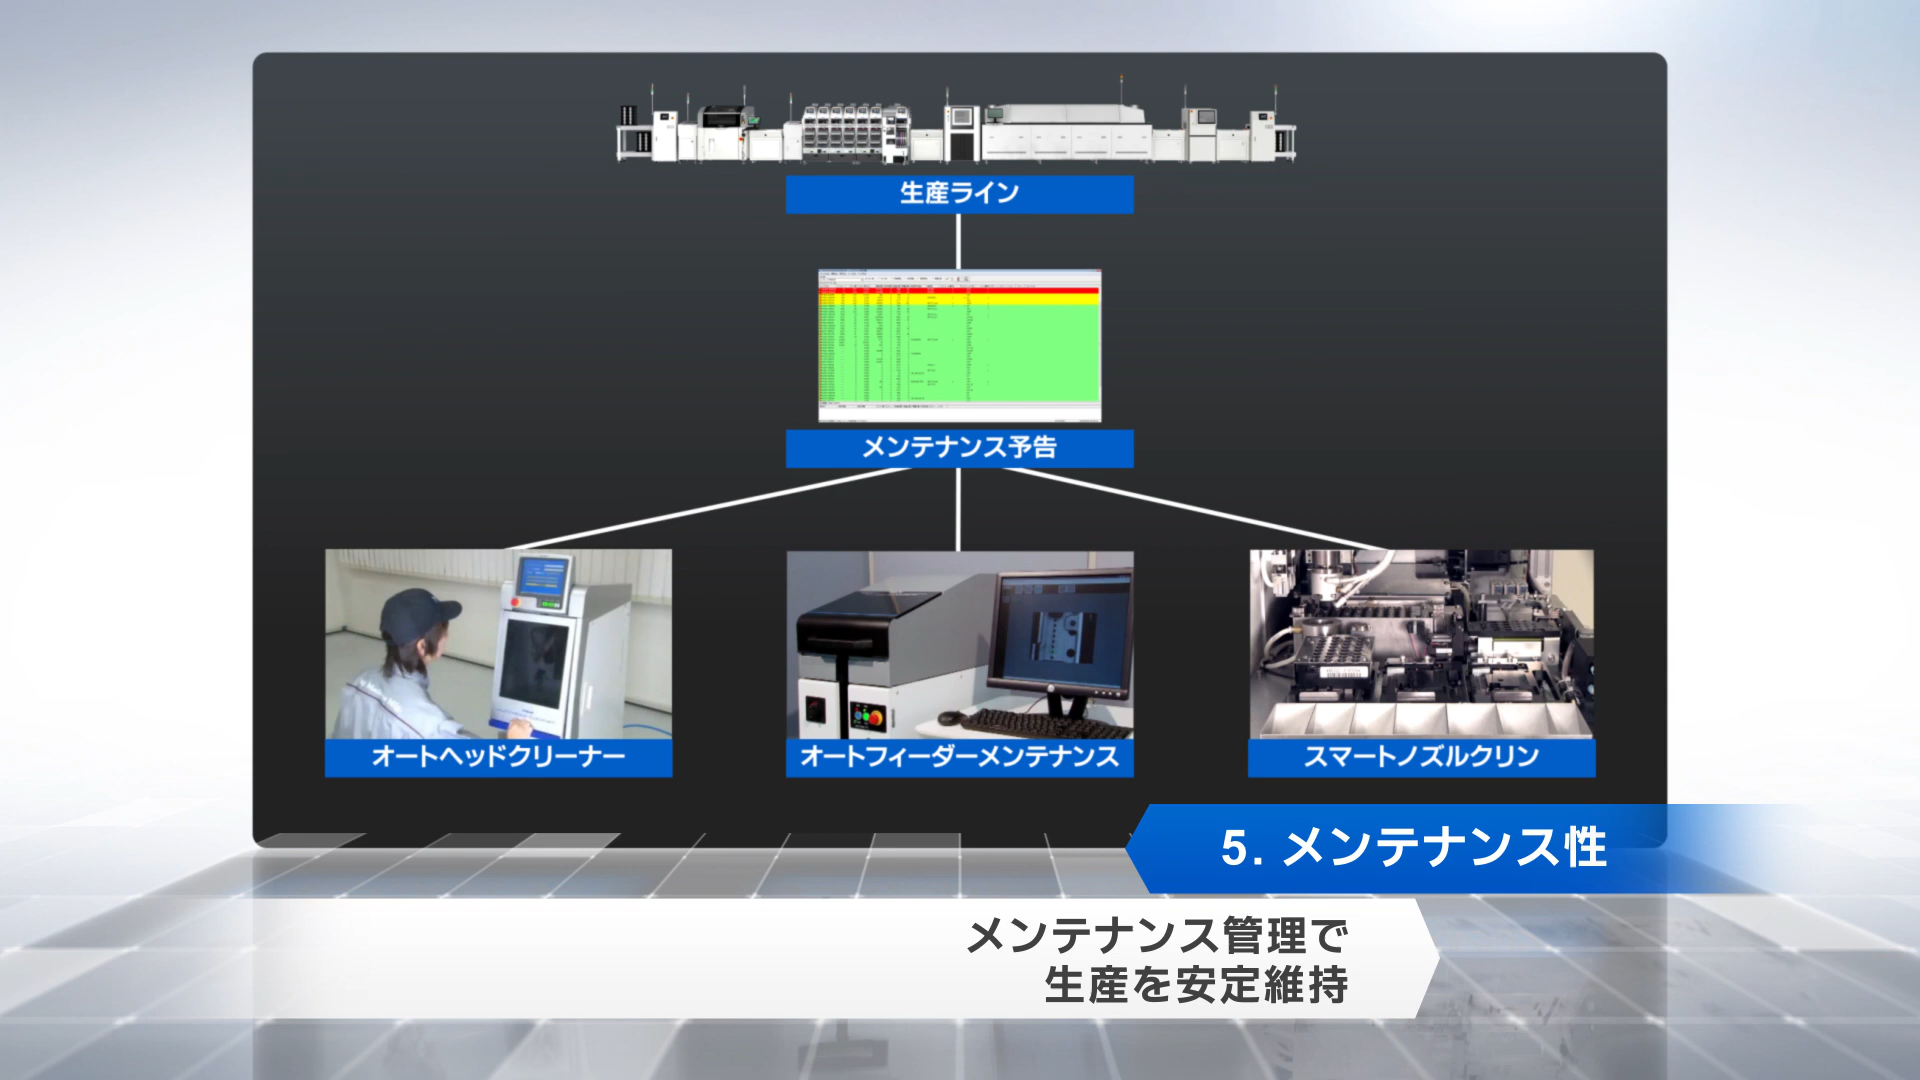 生産ライン
メンテナンス予告
オートヘッドクリーナー
オートフィーダーメンテナンス
スマートノズルクリン
5. メンテナンス性
メンテナンス管理で
生産を安定維持